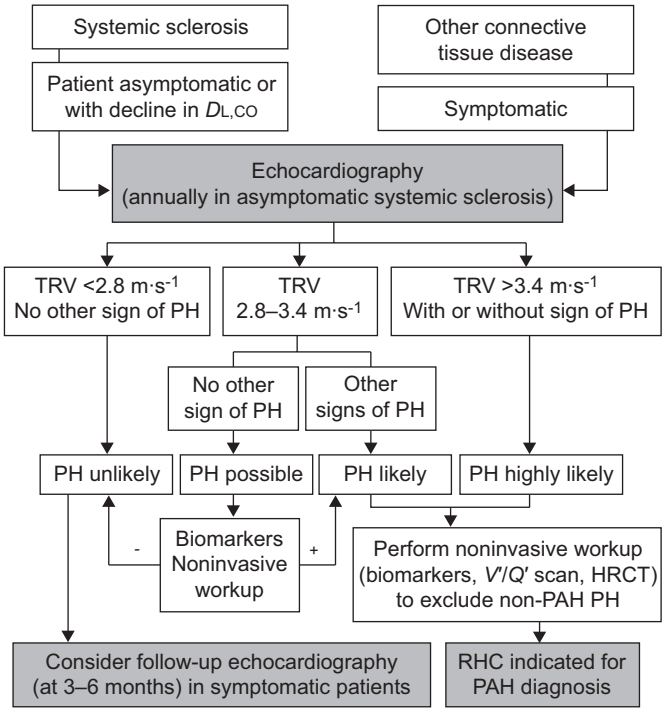 Systemic sclerosis
Patient asymptomatic or
with decline in DL,CO
Other connective
tissue disease
Symptomatic
Echocardiography
(annually in asymptomatic systemic sclerosis)
TRV <2.8 m·s-1
No other sign of PH
TRV
2.8–3.4 m·s-1
TRV >3.4 m·s-1
With or without sign of PH
No other
sign of PH
Other
signs of PH
PH unlikely
PH possible
PH likely
PH highly likely
-
Biomarkers
Noninvasive
workup
+
Perform noninvasive workup
(biomarkers, V′/Q′ scan, HRCT)
to exclude non-PAH PH
Consider follow-up echocardiography
(at 3–6 months) in symptomatic patients
RHC indicated for
PAH diagnosis